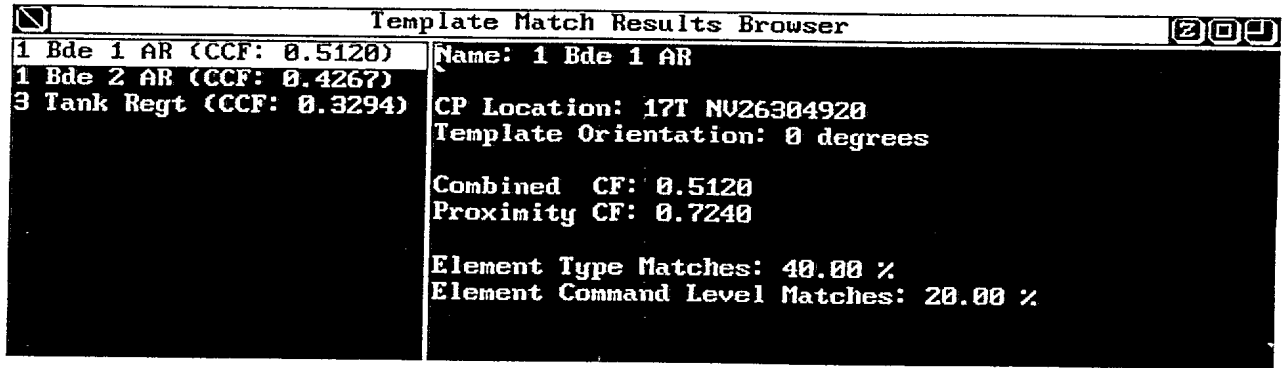 Template Match Results Browser
1 Bde 1 AR (CCF: 0.5120)
1 Bde 2 AR (CCF: 0.4267)
3 Tank Regt (CCF: 0.3294)
Name: 1 Bde 1 AR
CP Location: 17T NV26304920
Template Orientation: 0 degrees
Combined CF: 0.5120
Proximity CF: 0.7240
Element Type Matches: 40.00 %
Element Command Level Matches: 20.00 %